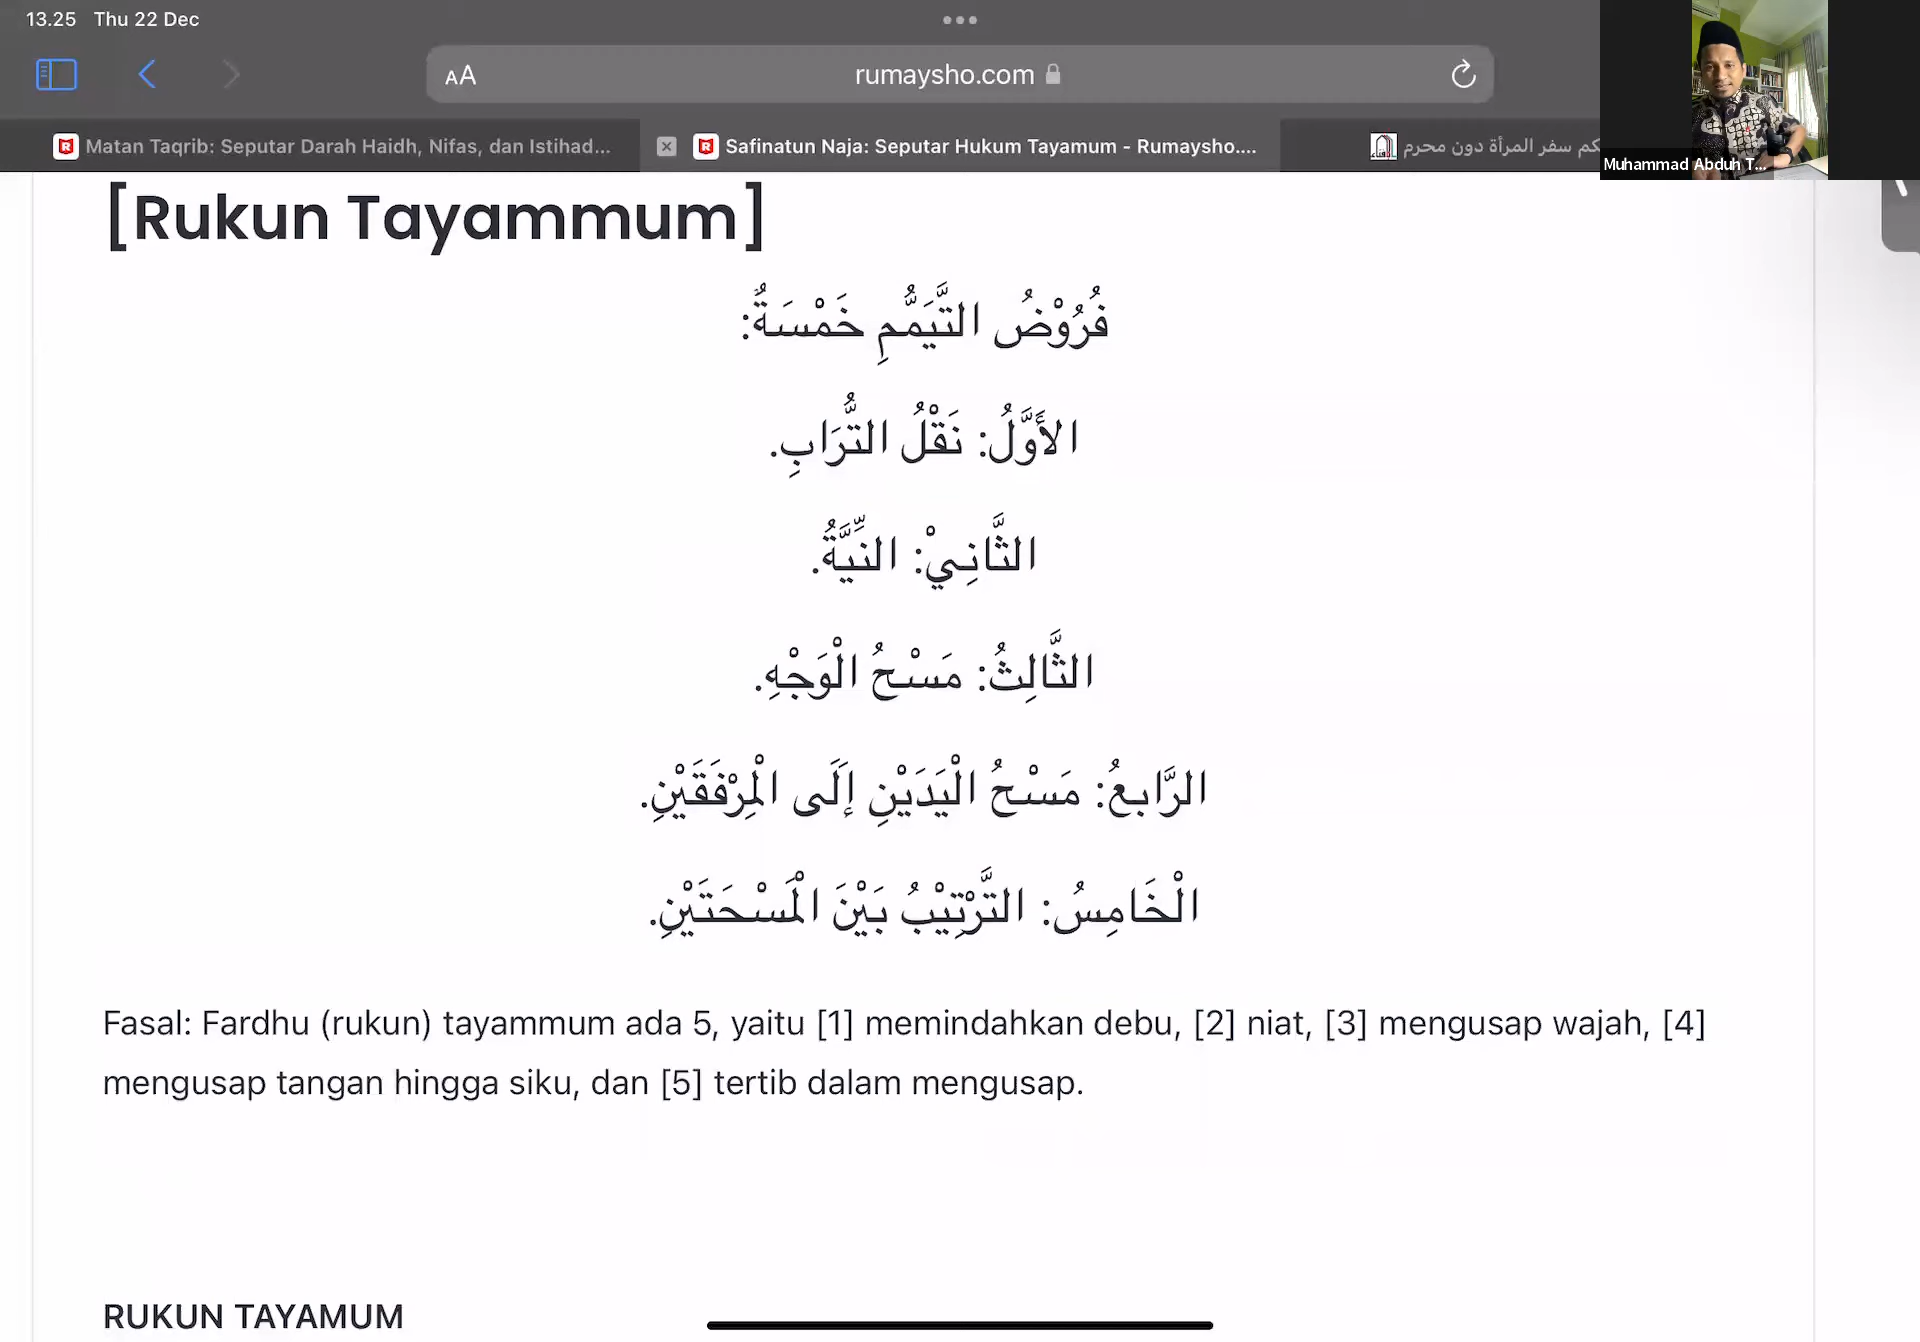 13.25 Thu 22 Dec
AA
rumaysho.com
Matan Taqrib: Seputar Darah Haidh, Nifas, dan Istihad...
Safinatun Naja: Seputar Hukum Tayamum - Rumaysho....
كم سفر المرأة دون محرم
Muhammad Abduh T...
[Rukun Tayammum]
فُرُوْضُ التَّيَمُّمِ خَمْسَةٌ:
الأَوَّلُ: نَقْلُ التُّرَابِ.
الثَّانِيْ: النِّيَّةُ.
الثَّالِثُ: مَسْحُ الْوَجْهِ.
الرَّابعُ: مَسْحُ الْيَدَيْنِ إِلَى الْمِرْفَقَيْنِ.
الْخَامِسُ: التَّرْتِيْبُ بَيْنَ الْمَسْحَتَيْنِ.
Fasal: Fardhu (rukun) tayammum ada 5, yaitu [1] memindahkan debu, [2] niat, [3] mengusap wajah, [4]
mengusap tangan hingga siku, dan [5] tertib dalam mengusap.
RUKUN TAYAMUM